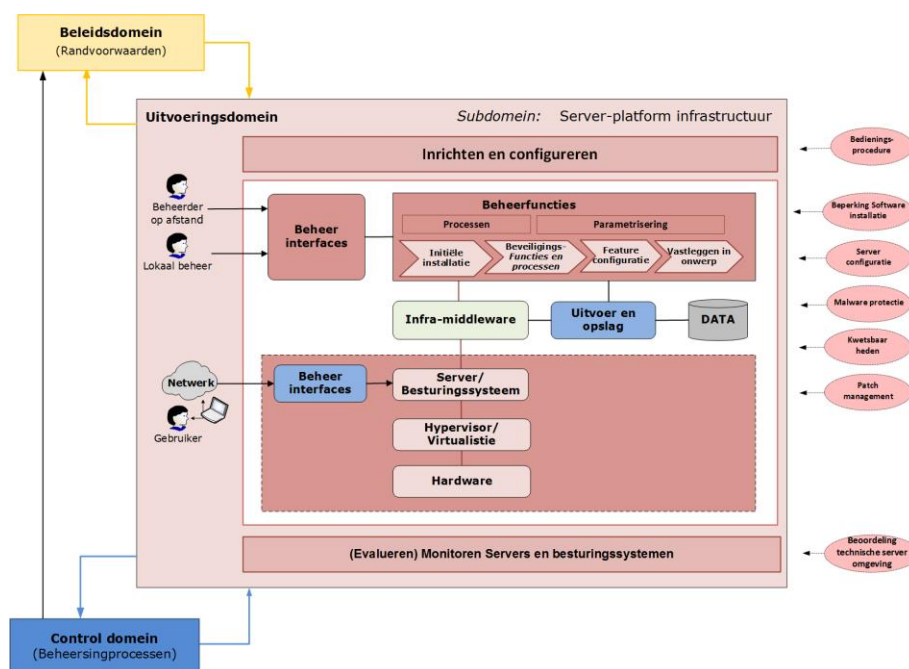 Beleidsdomein
(Randvoorwaarden)
Uitvoeringsdomein
Subdomein: Server-platform infrastructuur
Inrichten en configureren
Bedienings-
procedure
Beheerder
op afstand
Lokaal beheer
Beheer
interfaces
Beheerfuncties
Processen
Parametrisering
Initiële
installatie
Beveiligings-
Functies en
processen
Feature
configuratie
Vastleggen in
onwerp
Beperking Software
installatie
Server
configuratie
Infra-middleware
Uitvoer en
opslag
DATA
Malware protectie
Kwetsbaar
heden
Netwerk
Gebruiker
Beheer
interfaces
Server/
Besturingssysteem
Patch
management
Hypervisor/
Virtualistie
Hardware
(Evalueren) Monitoren Servers en besturingssystemen
Beoordeling
technische server
omgeving
Control domein
(Beheersingprocessen)